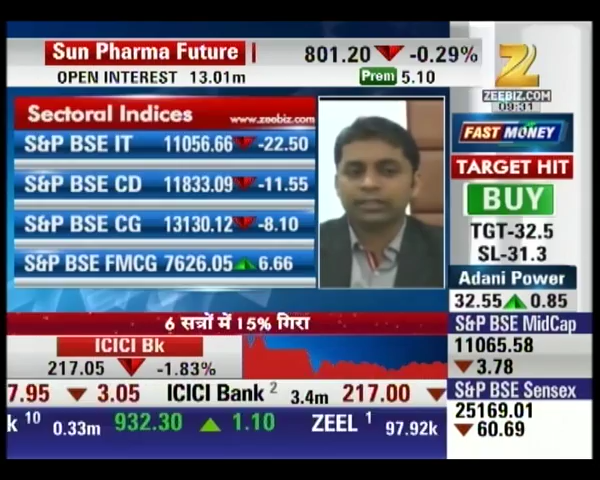 Sun Pharma Future 801.20 -0.29%
OPEN INTEREST 13.01m Prem 5.10
ZEEBIZ.COM
09:31
Sectoral Indices
www.zeebiz.com
S&P BSE IT 11056.66 -22.50
S&P BSE CD 11833.09 -11.55
S&P BSE CG 13130.12 -8.10
S&P BSE FMCG 7626.05 6.66
FAST MONEY
TARGET HIT
BUY
TGT-32.5
SL-31.3
Adani Power
32.55 0.85
6 सत्रों में 15% गिरा
ICICI Bk
217.05 -1.83%
S&P BSE MidCap
11065.58
3.78
7.95 3.05 ICICI Bank 2 3.4m 217.00
S&P BSE Sensex
25169.01
60.69
k 10 0.33m 932.30 1.10 ZEEL 1 97.92k